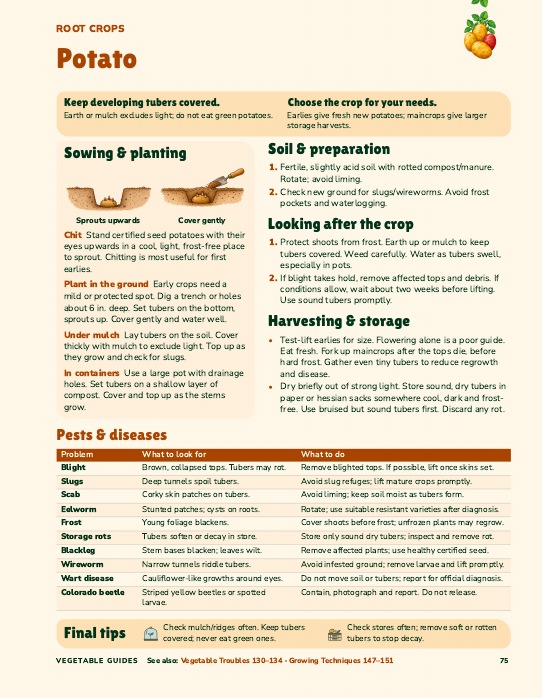 ROOT CROPS
Potato
Keep developing tubers covered.
Earth or mulch excludes light; do not eat green potatoes.
Choose the crop for your needs.
Earlies give fresh new potatoes; maincrops give larger
storage harvests.
Sowing & planting
Sprouts upwards
Cover gently
Chit Stand certified seed potatoes with their
eyes upwards in a cool, light, frost-free place
to sprout. Chitting is most useful for first
earlies.
Plant in the ground Early crops need a
mild or protected spot. Dig a trench or holes
about 6 in. deep. Set tubers on the bottom,
sprouts up. Cover gently and water well.
Under mulch Lay tubers on the soil. Cover
thickly with mulch to exclude light. Top up as
they grow and check for slugs.
In containers Use a large pot with drainage
holes. Set tubers on a shallow layer of
compost. Cover and top up as the stems
grow.
Soil & preparation
1. Fertile, slightly acid soil with rotted compost/manure.
Rotate; avoid liming.
2. Check new ground for slugs/wireworms. Avoid frost
pockets and waterlogging.
Looking after the crop
1. Protect shoots from frost. Earth up or mulch to keep
tubers covered. Weed carefully. Water as tubers swell,
especially in pots.
2. If blight takes hold, remove affected tops and debris. If
conditions allow, wait about two weeks before lifting.
Use sound tubers promptly.
Harvesting & storage
• Test-lift earlies for size. Flowering alone is a poor guide.
Eat fresh. Fork up maincrops after the tops die, before
hard frost. Gather even tiny tubers to reduce regrowth
and disease.
• Dry briefly out of strong light. Store sound, dry tubers in
paper or hessian sacks somewhere cool, dark and frost-
free. Use bruised but sound tubers first. Discard any rot.
Pests & diseases
Problem What to look for What to do
Blight Brown, collapsed tops. Tubers may rot. Remove blighted tops. If possible, lift once skins set.
Slugs Deep tunnels spoil tubers. Avoid slug refuges; lift mature crops promptly.
Scab Corky skin patches on tubers. Avoid liming; keep soil moist as tubers form.
Eelworm Stunted patches; cysts on roots. Rotate; use suitable resistant varieties after diagnosis.
Frost Young foliage blackens. Cover shoots before frost; unfrozen plants may regrow.
Storage rots Tubers soften or decay in store. Store only sound dry tubers; inspect and remove rot.
Blackleg Stem bases blacken; leaves wilt. Remove affected plants; use healthy certified seed.
Wireworm Narrow tunnels riddle tubers. Avoid infested ground; remove larvae and lift promptly.
Wart disease Cauliflower-like growths around eyes. Do not move soil or tubers; report for official diagnosis.
Colorado beetle Striped yellow beetles or spotted Contain, photograph and report. Do not release.
larvae.
Final tips
Check mulch/ridges often. Keep tubers
covered; never eat green ones.
Check stores often; remove soft or rotten
tubers to stop decay.
VEGETABLE GUIDES See also: Vegetable Troubles 130–134 · Growing Techniques 147–151 75